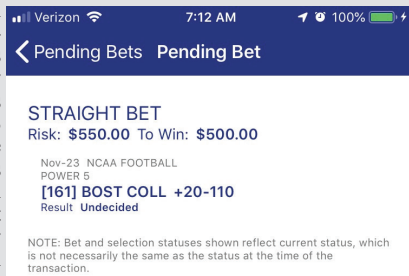 Verizon 7:12 AM 100%
Pending Bets Pending Bet
STRAIGHT BET
Risk: $550.00 To Win: $500.00
Nov-23 NCAA FOOTBALL
POWER 5
[161] BOST COLL +20-110
Result Undecided
NOTE: Bet and selection statuses shown reflect current status, which
is not necessarily the same as the status at the time of the
transaction.